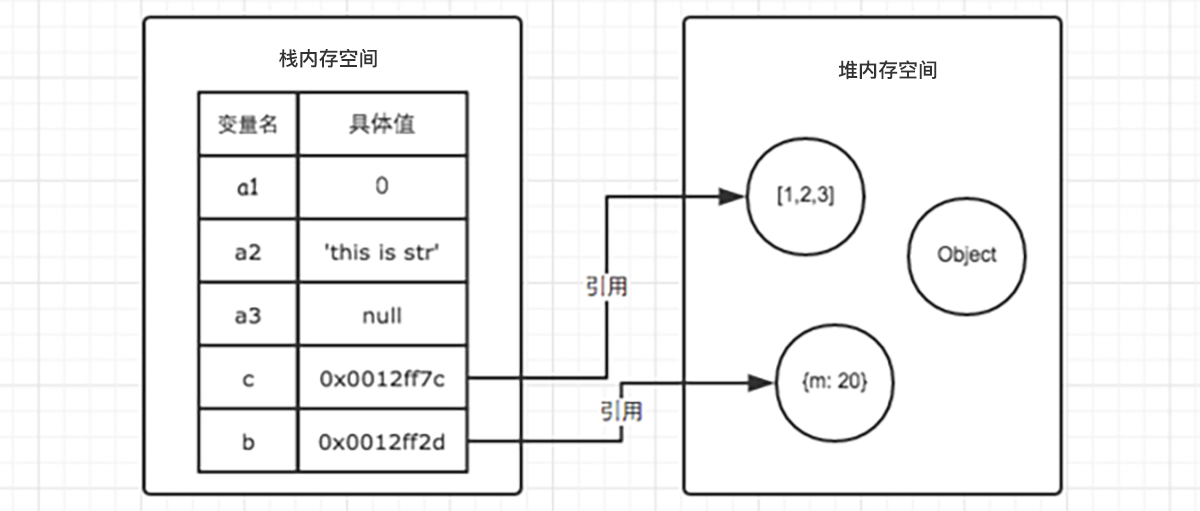 栈内存空间
变量名 具体值
a1 0
a2 'this is str'
a3 null
c 0x0012ff7c
b 0x0012ff2d
引用
引用
堆内存空间
[1,2,3]
Object
{m: 20}